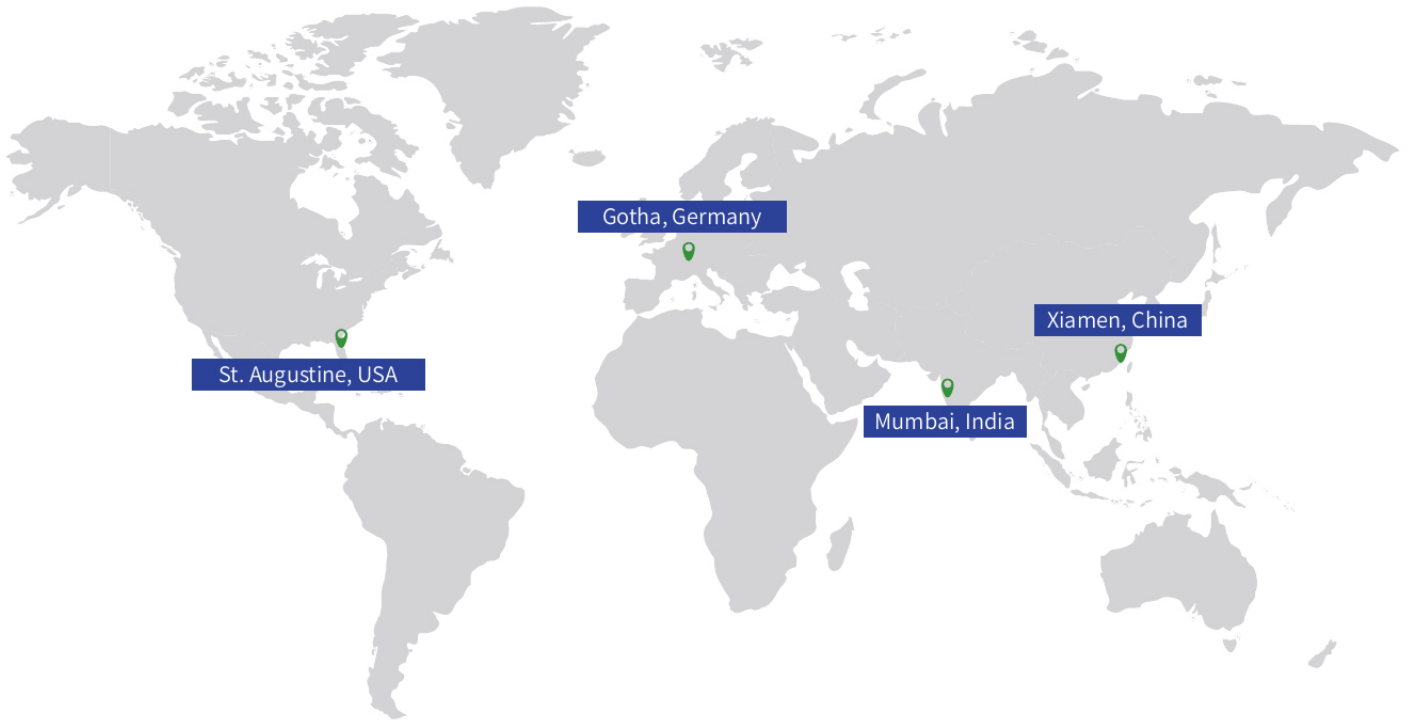 Gotha, Germany
Xiamen, China
St. Augustine, USA
Mumbai, India